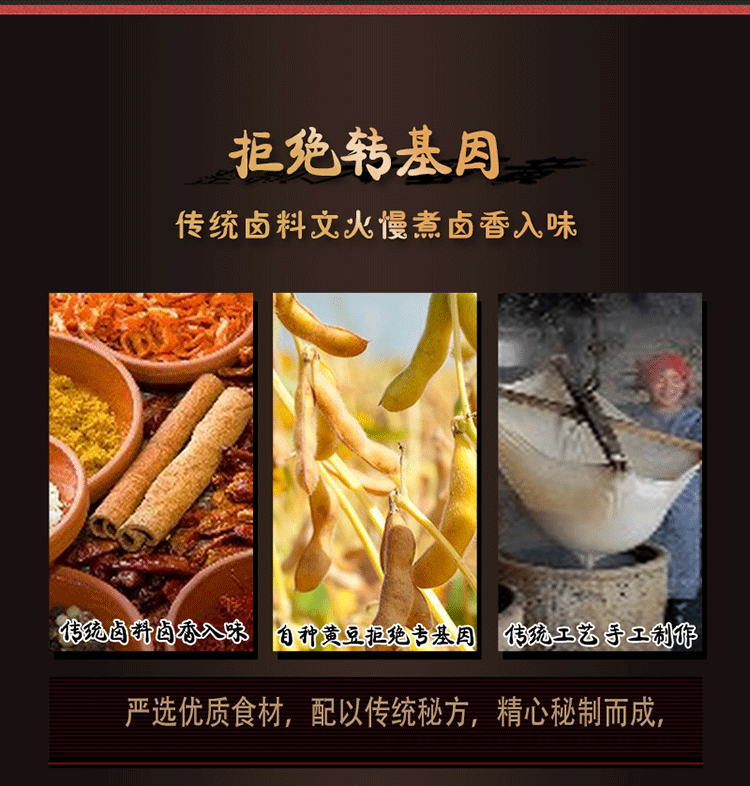 拒绝转基因
传统卤料文火慢煮卤香入味
传统卤料卤香入味
自种黄豆拒绝转基因
传统工艺 手工制作
严选优质食材，配以传统秘方，精心秘制而成，